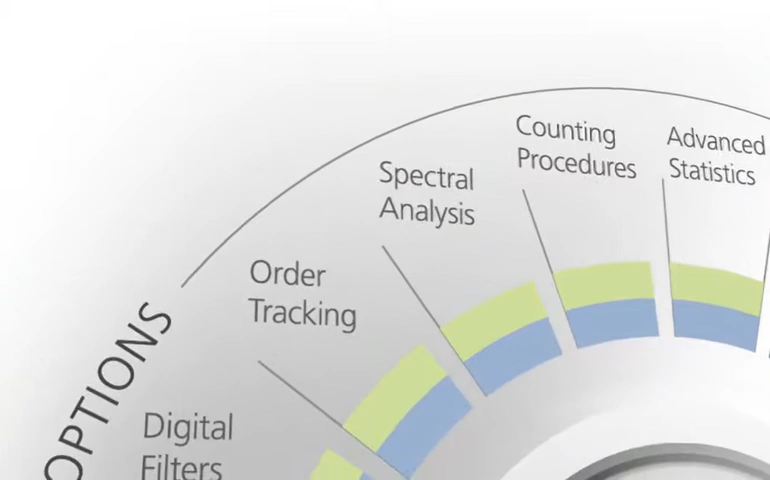 Counting
Procedures
Advanced
Statistics
Spectral
Analysis
Order
Tracking
OPTIONS
Digital
Filters